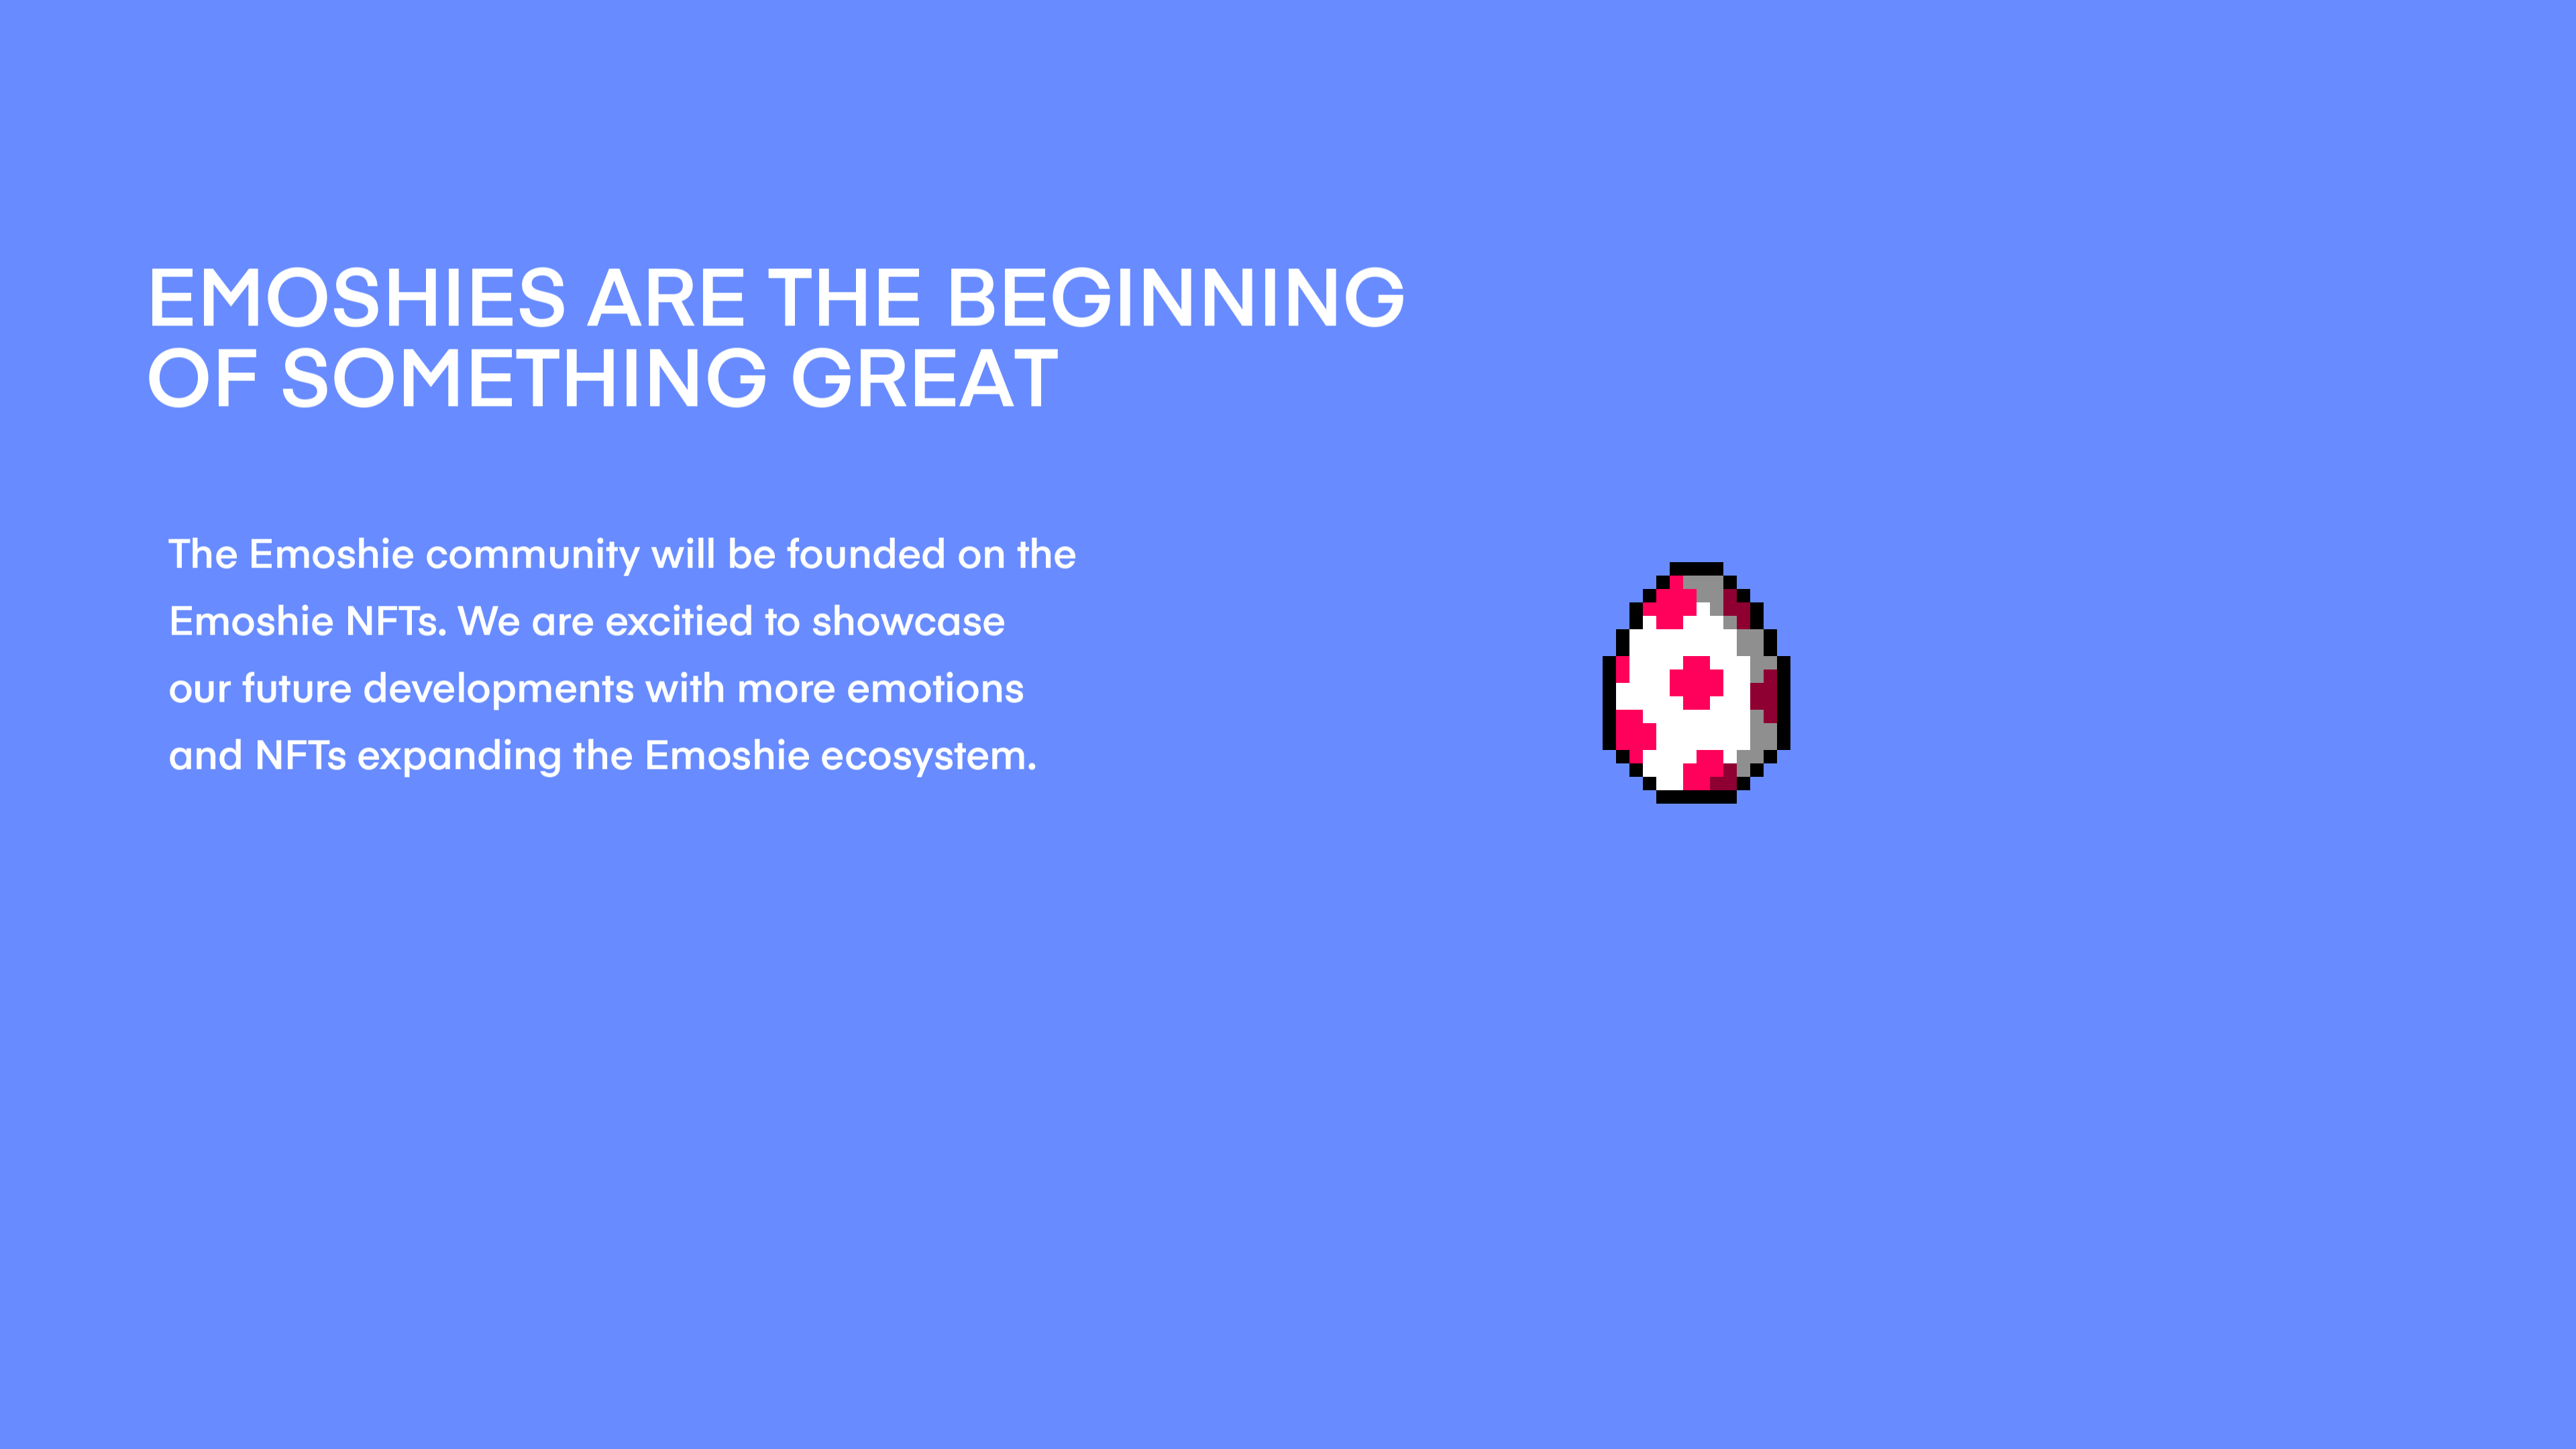 EMOSHIES ARE THE BEGINNING
OF SOMETHING GREAT
The Emoshie community will be founded on the
Emoshie NFTs. We are excitied to showcase
our future developments with more emotions
and NFTs expanding the Emoshie ecosystem.